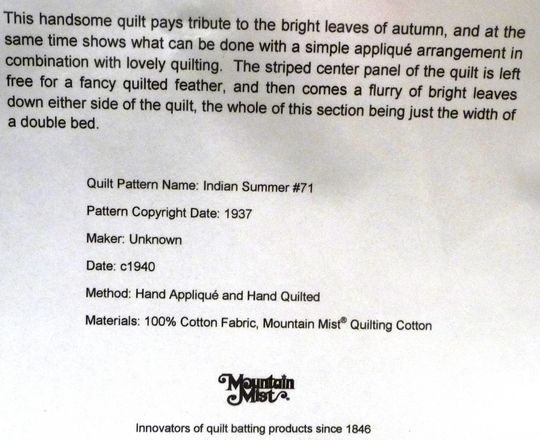 This handsome quilt pays tribute to the bright leaves of autumn, and at the
same time shows what can be done with a simple appliqué arrangement in
combination with lovely quilting. The striped center panel of the quilt is left
free for a fancy quilted feather, and then comes a flurry of bright leaves
down either side of the quilt, the whole of this section being just the width of
a double bed.
Quilt Pattern Name: Indian Summer #71
Pattern Copyright Date: 1937
Maker: Unknown
Date: c1940
Method: Hand Appliqué and Hand Quilted
Materials: 100% Cotton Fabric, Mountain Mist® Quilting Cotton
Mountain
Mist®
Innovators of quilt batting products since 1846